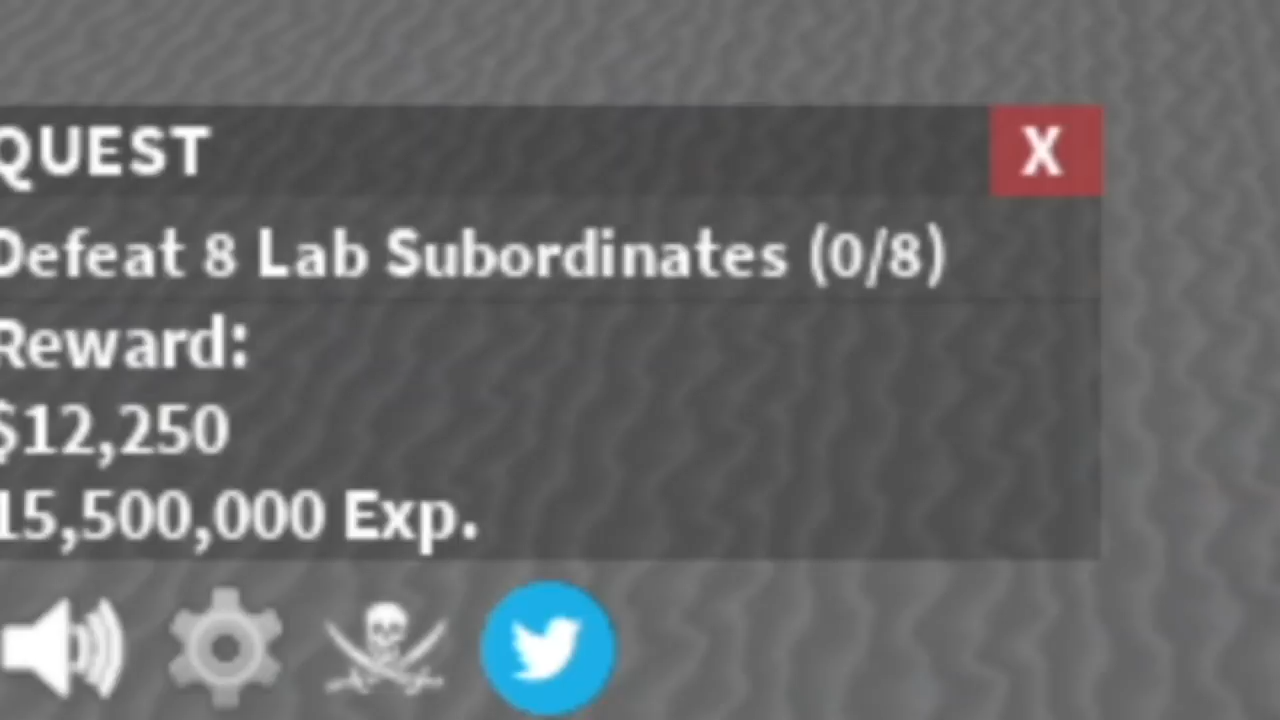 QUEST
X
Defeat 8 Lab Subordinates (0/8)
Reward:
$12,250
15,500,000 Exp.